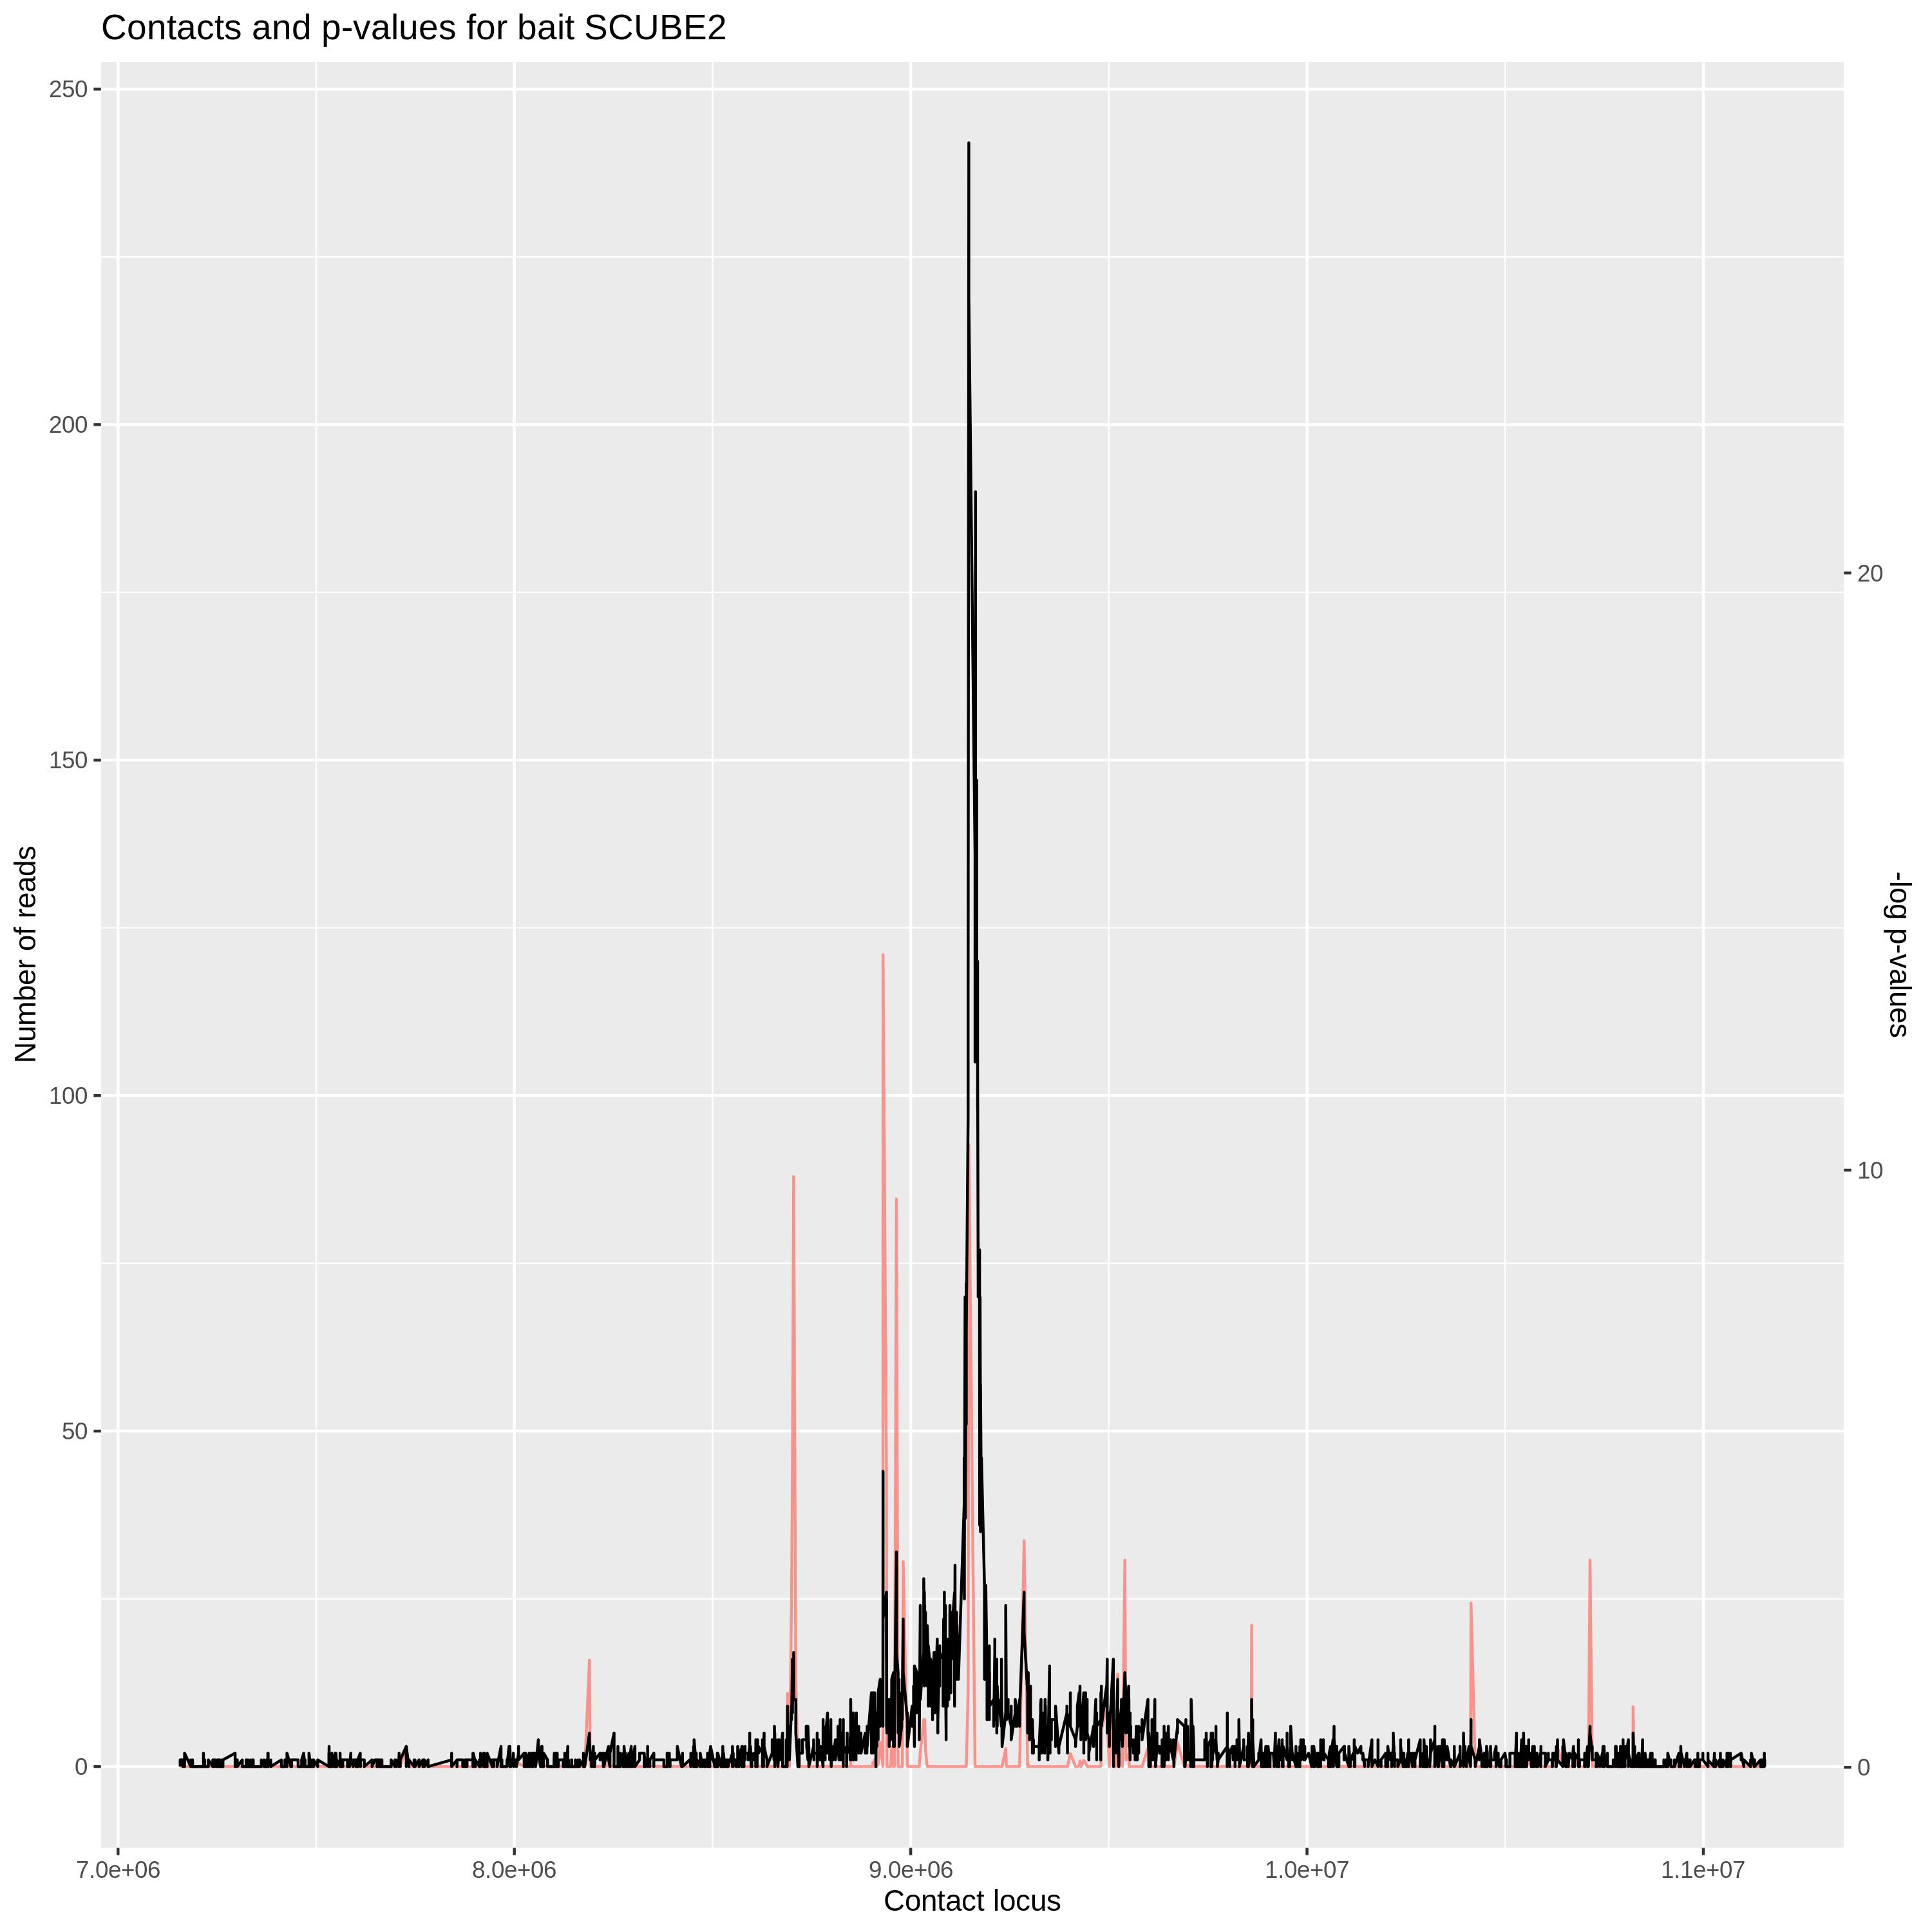 Contacts and p-values for bait SCUBE2
250
200
150
100
50
0
Number of reads
20
10
0
-log p-values
7.0e+06
8.0e+06
9.0e+06
1.0e+07
1.1e+07
Contact locus